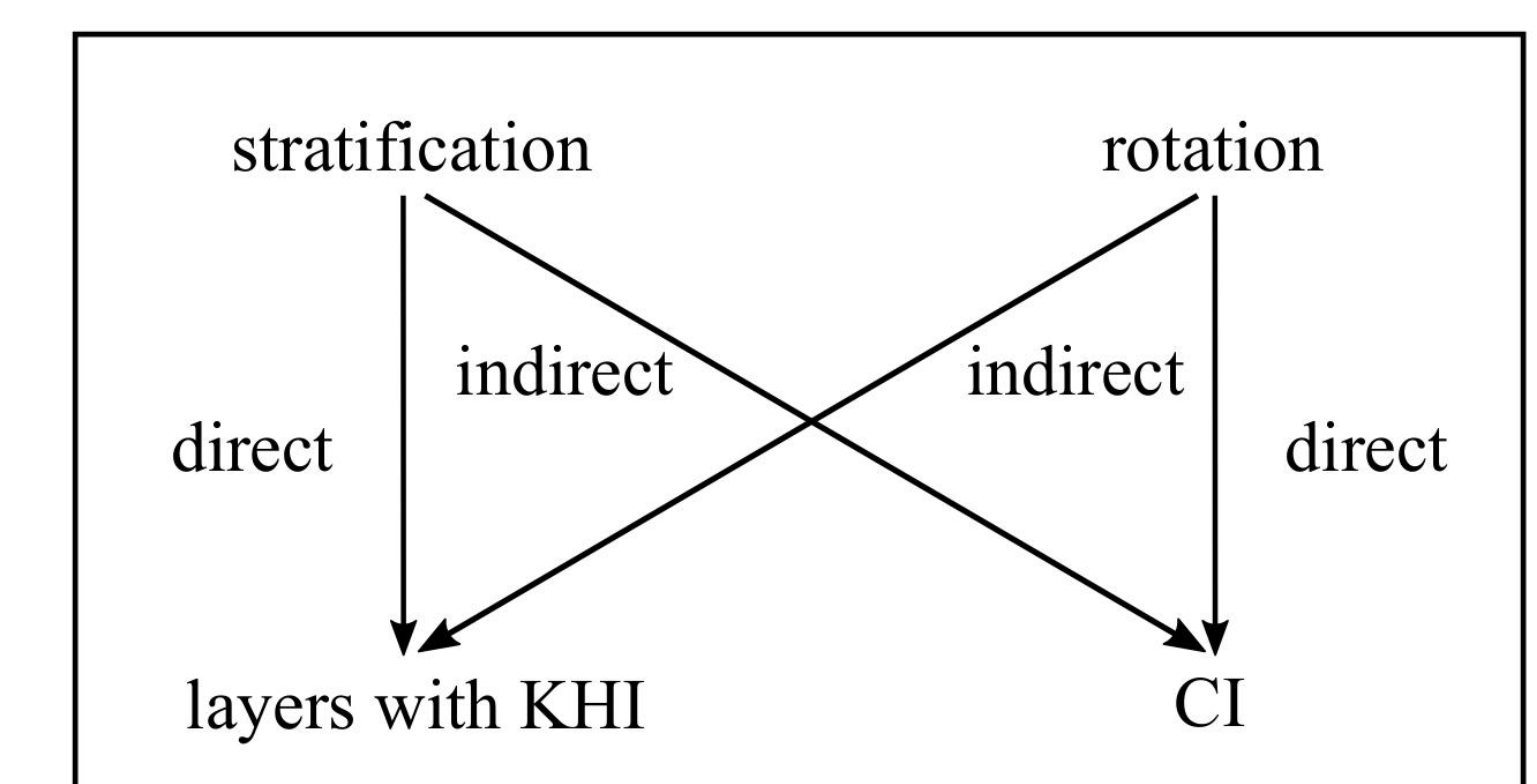 stratification rotation
indirect indirect
direct direct
layers with KHI CI